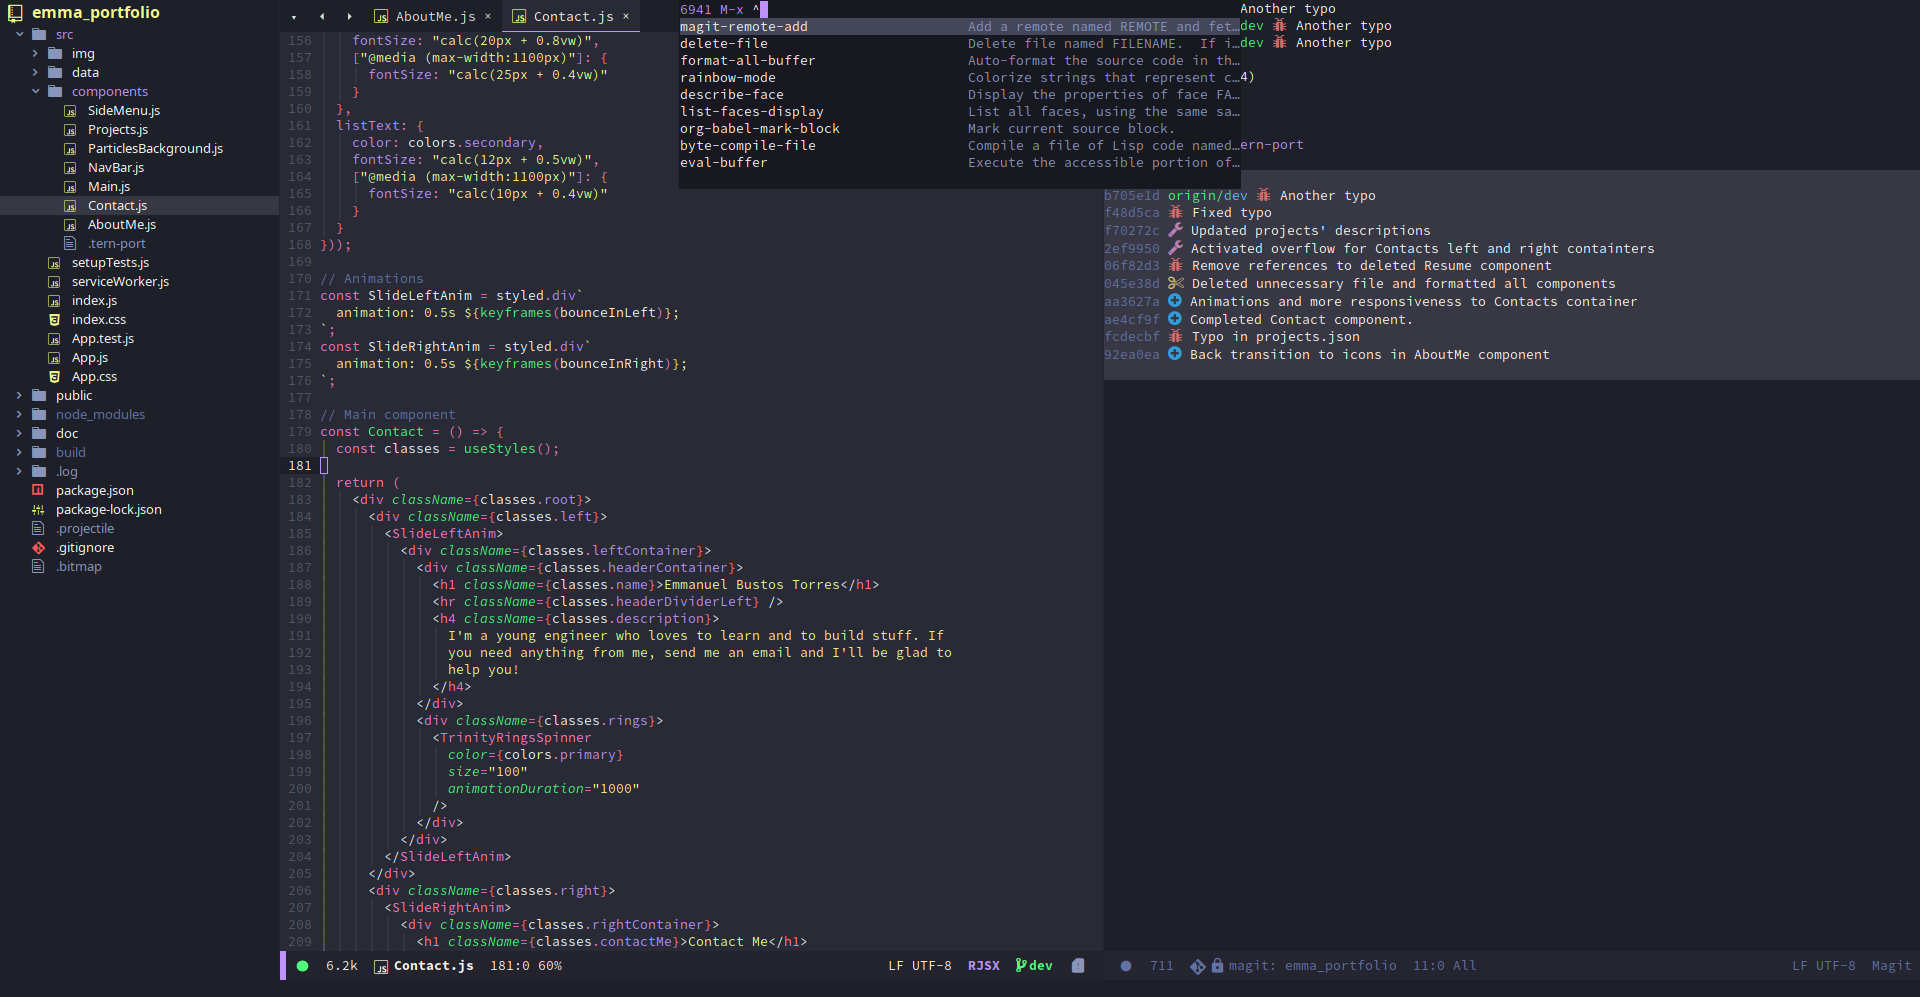 emma_portfolio
src
img
data
components
SideMenu.js
Projects.js
ParticlesBackground.js
NavBar.js
Main.js
Contact.js
AboutMe.js
.tern-port
setupTests.js
serviceWorker.js
index.js
index.css
App.test.js
App.js
App.css
public
node_modules
doc
build
.log
package.json
package-lock.json
.projectile
.gitignore
.bitmap
AboutMe.js ×
Contact.js ×
156 fontSize: "calc(20px + 0.8vw)",
157 ["@media (max-width:1100px)"]: {
158 fontSize: "calc(25px + 0.4vw)"
159 }
160 },
161 listText: {
162 color: colors.secondary,
163 fontSize: "calc(12px + 0.5vw)",
164 ["@media (max-width:1100px)"]: {
165 fontSize: "calc(10px + 0.4vw)"
166 }
167 }
168 }));
169
170 // Animations
171 const SlideLeftAnim = styled.div`
172 animation: 0.5s ${keyframes(bounceInLeft)};
173 `;
174 const SlideRightAnim = styled.div`
175 animation: 0.5s ${keyframes(bounceInRight)};
176 `;
177
178 // Main component
179 const Contact = () => {
180 const classes = useStyles();
181
182 return (
183 <div className={classes.root}>
184 <div className={classes.left}>
185 <SlideLeftAnim>
186 <div className={classes.leftContainer}>
187 <div className={classes.headerContainer}>
188 <h1 className={classes.name}>Emmanuel Bustos Torres</h1>
189 <hr className={classes.headerDividerLeft} />
190 <h4 className={classes.description}>
191 I'm a young engineer who loves to learn and to build stuff. If
192 you need anything from me, send me an email and I'll be glad to
193 help you!
194 </h4>
195 </div>
196 <div className={classes.rings}>
197 <TrinityRingsSpinner
198 color={colors.primary}
199 size="100"
200 animationDuration="1000"
201 />
202 </div>
203 </div>
204 </SlideLeftAnim>
205 </div>
206 <div className={classes.right}>
207 <SlideRightAnim>
208 <div className={classes.rightContainer}>
209 <h1 className={classes.contactMe}>Contact Me</h1>
6.2k Contact.js 181:0 60% LF UTF-8 RJSX dev
6941 M-x ^
magit-remote-add Add a remote named REMOTE and fet…
delete-file Delete file named FILENAME. If i…
format-all-buffer Auto-format the source code in th…
rainbow-mode Colorize strings that represent c…
describe-face Display the properties of face FA…
list-faces-display List all faces, using the same sa…
org-babel-mark-block Mark current source block.
byte-compile-file Compile a file of Lisp code named…
eval-buffer Execute the accessible portion of…
Another typo
dev Another typo
dev Another typo
4)
ern-port
b705e1d origin/dev Another typo
f48d5ca Fixed typo
f70272c Updated projects' descriptions
2ef9950 Activated overflow for Contacts left and right containters
06f82d3 Remove references to deleted Resume component
045e38d Deleted unnecessary file and formatted all components
aa3627a Animations and more responsiveness to Contacts container
ae4cf9f Completed Contact component.
fcdecbf Typo in projects.json
92ea0ea Back transition to icons in AboutMe component
711 magit: emma_portfolio 11:0 All LF UTF-8 Magit